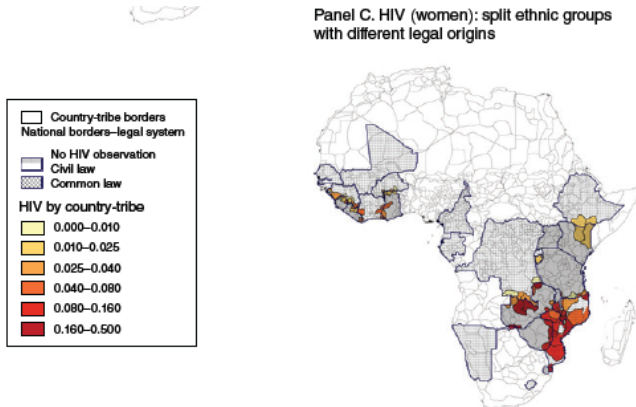 Panel C. HIV (women): split ethnic groups
with different legal origins
Country-tribe borders
National borders–legal system
No HIV observation
Civil law
Common law
HIV by country-tribe
0.000–0.010
0.010–0.025
0.025–0.040
0.040–0.080
0.080–0.160
0.160–0.500